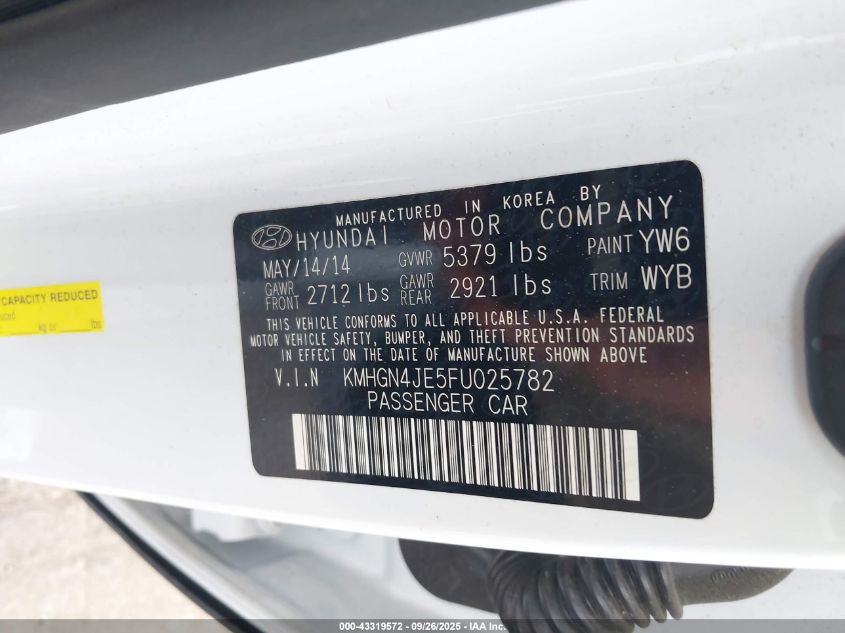 MANUFACTURED IN KOREA BY
HYUNDAI MOTOR COMPANY
MAY/14/14 GVWR 5379 lbs PAINT YW6
GAWR FRONT 2712 lbs GAWR REAR 2921 lbs TRIM WYB
THIS VEHICLE CONFORMS TO ALL APPLICABLE U.S.A. FEDERAL
MOTOR VEHICLE SAFETY, BUMPER, AND THEFT PREVENTION STANDARDS
IN EFFECT ON THE DATE OF MANUFACTURE SHOWN ABOVE
V.I.N KMHGN4JE5FU025782
PASSENGER CAR
CAPACITY REDUCED
kg or lbs
000-43319572 - 09/26/2025 - IAA Inc.